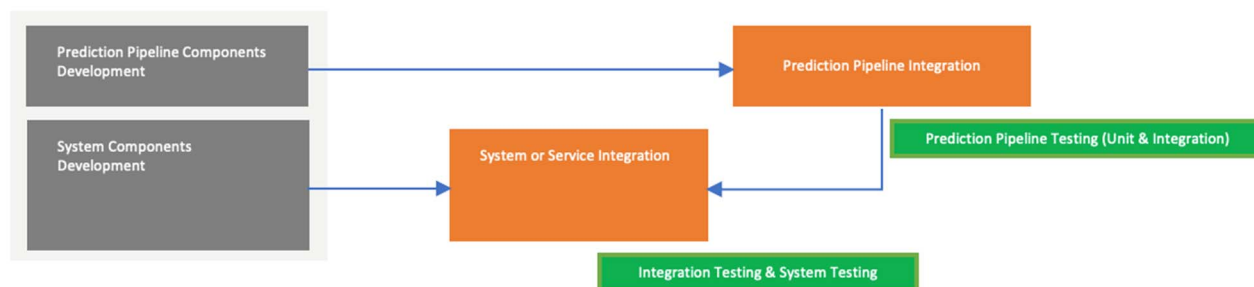 Prediction Pipeline Components
Development
Prediction Pipeline Integration
Prediction Pipeline Testing (Unit & Integration)
System Components
Development
System or Service Integration
Integration Testing & System Testing